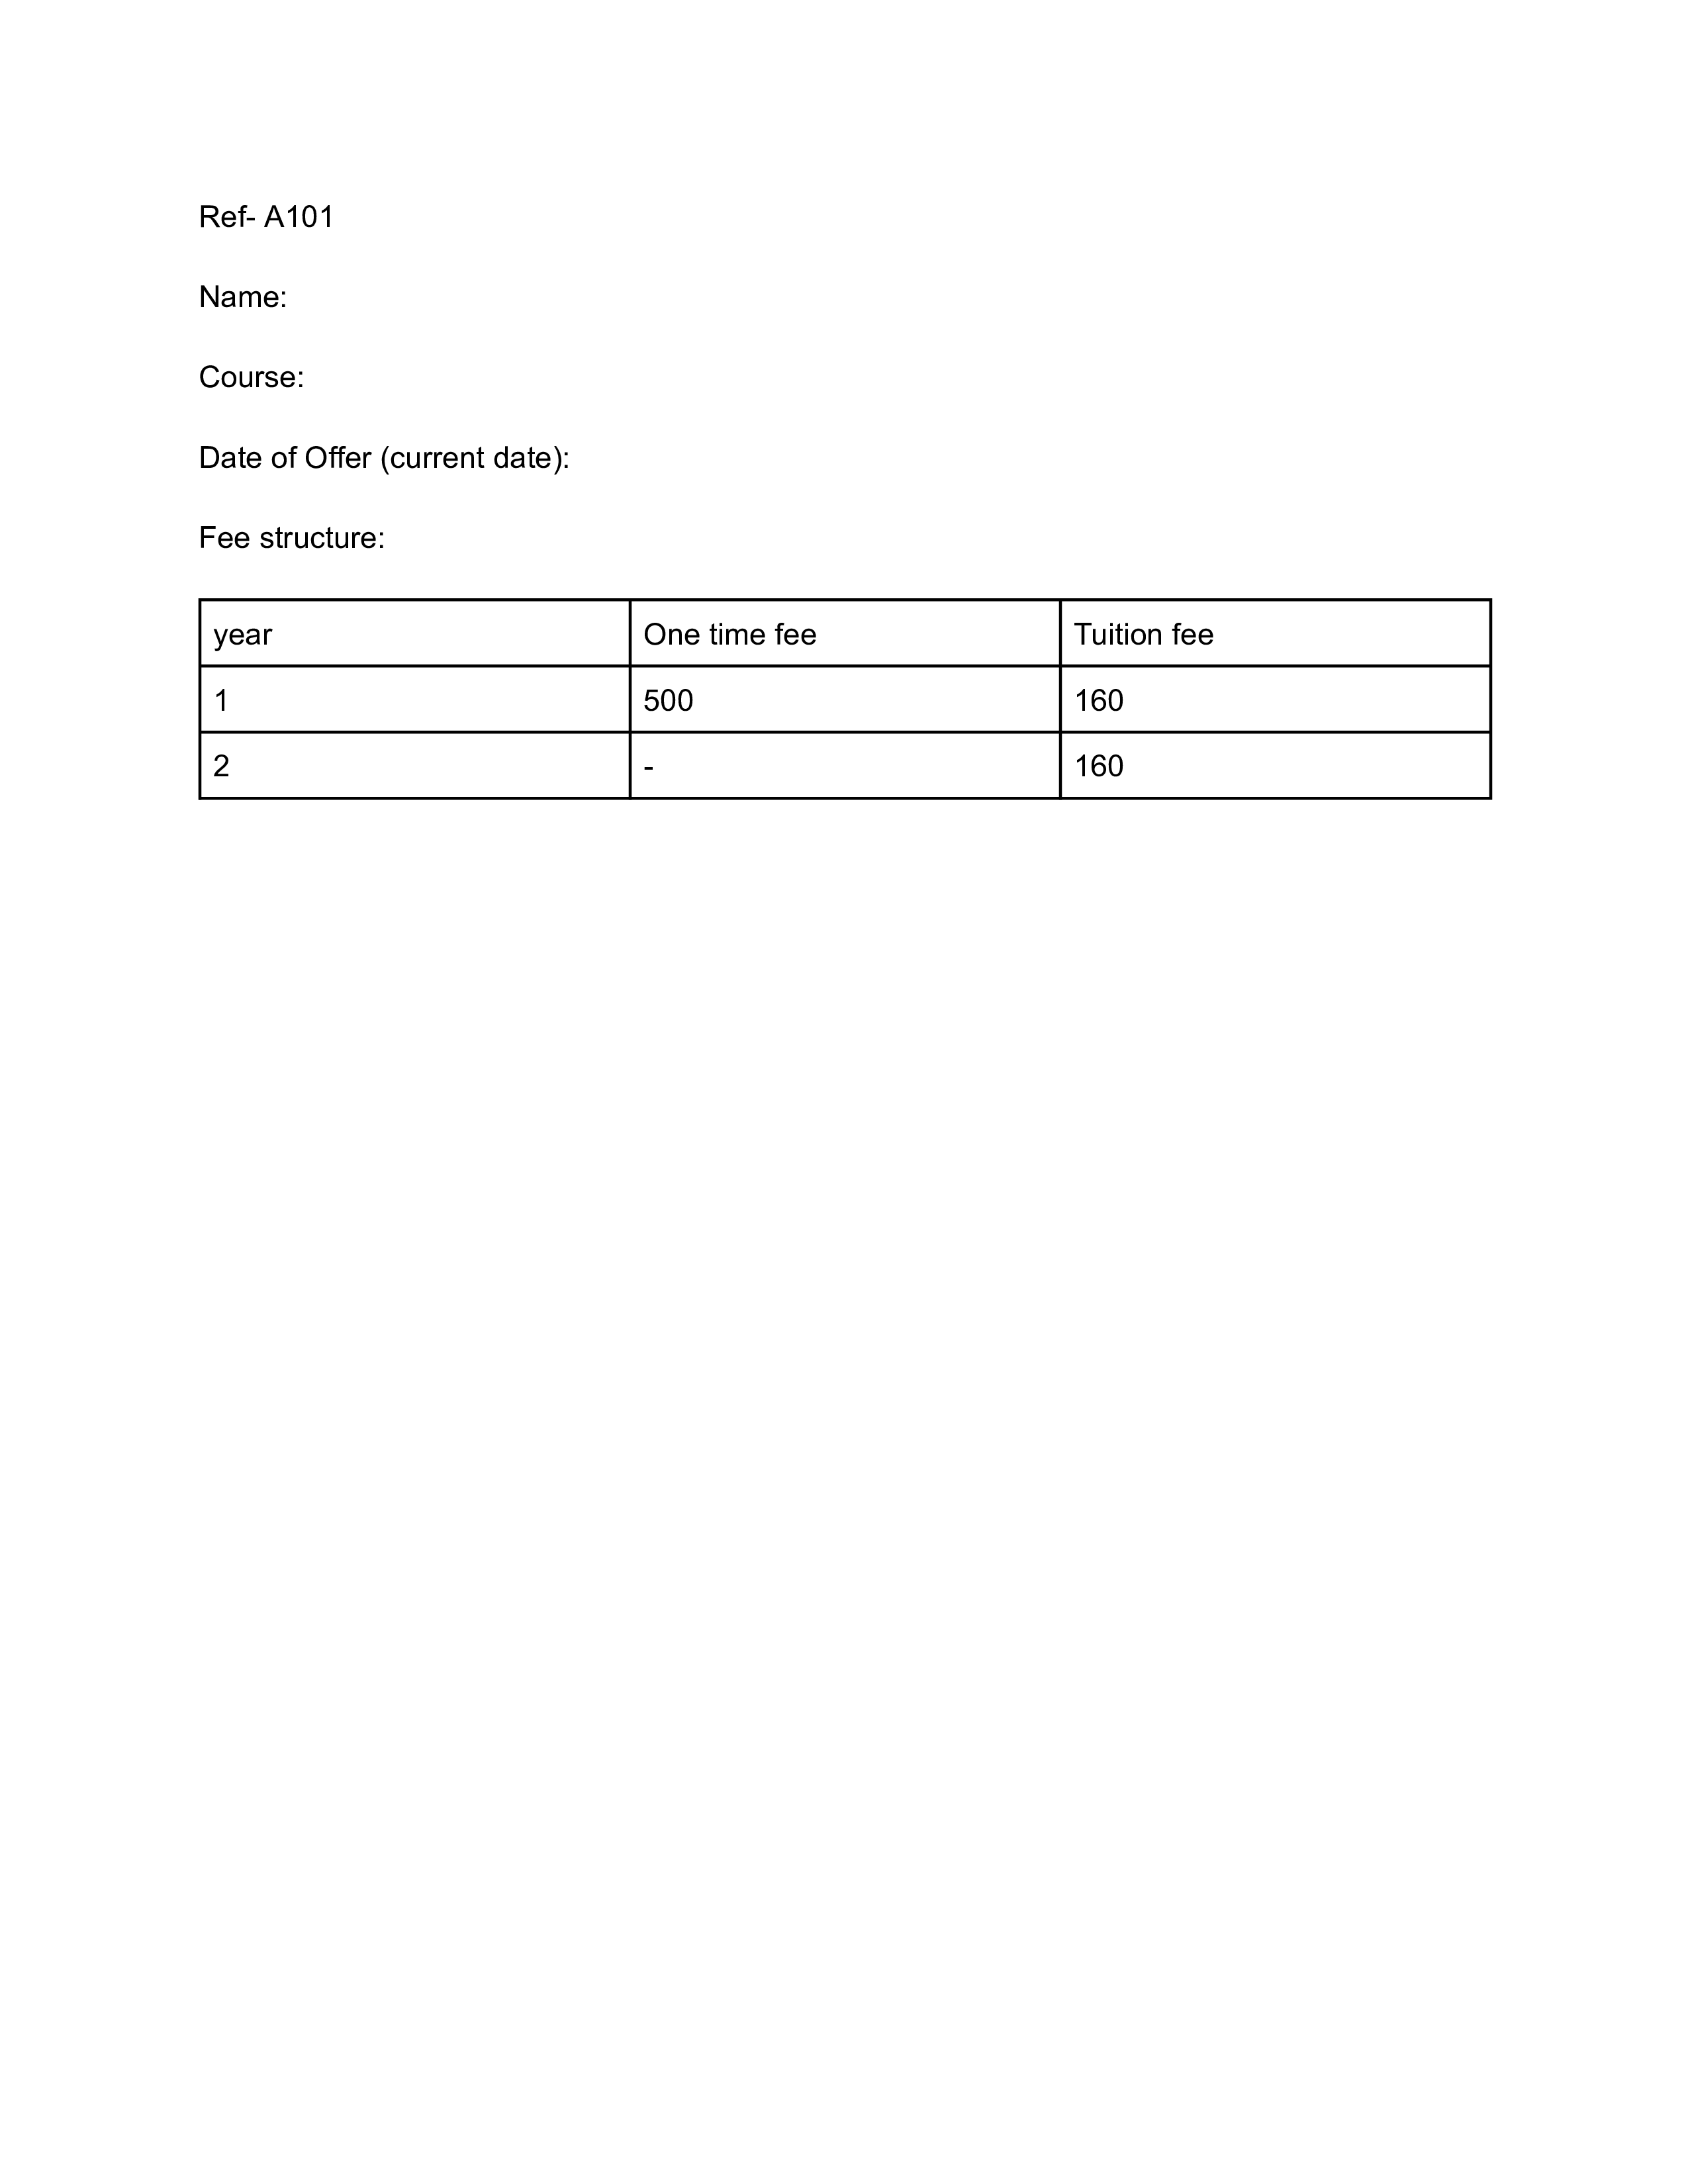 Ref- A101
Name:
Course:
Date of Offer (current date):
Fee structure:
year One time fee Tuition fee
1 500 160
2 - 160